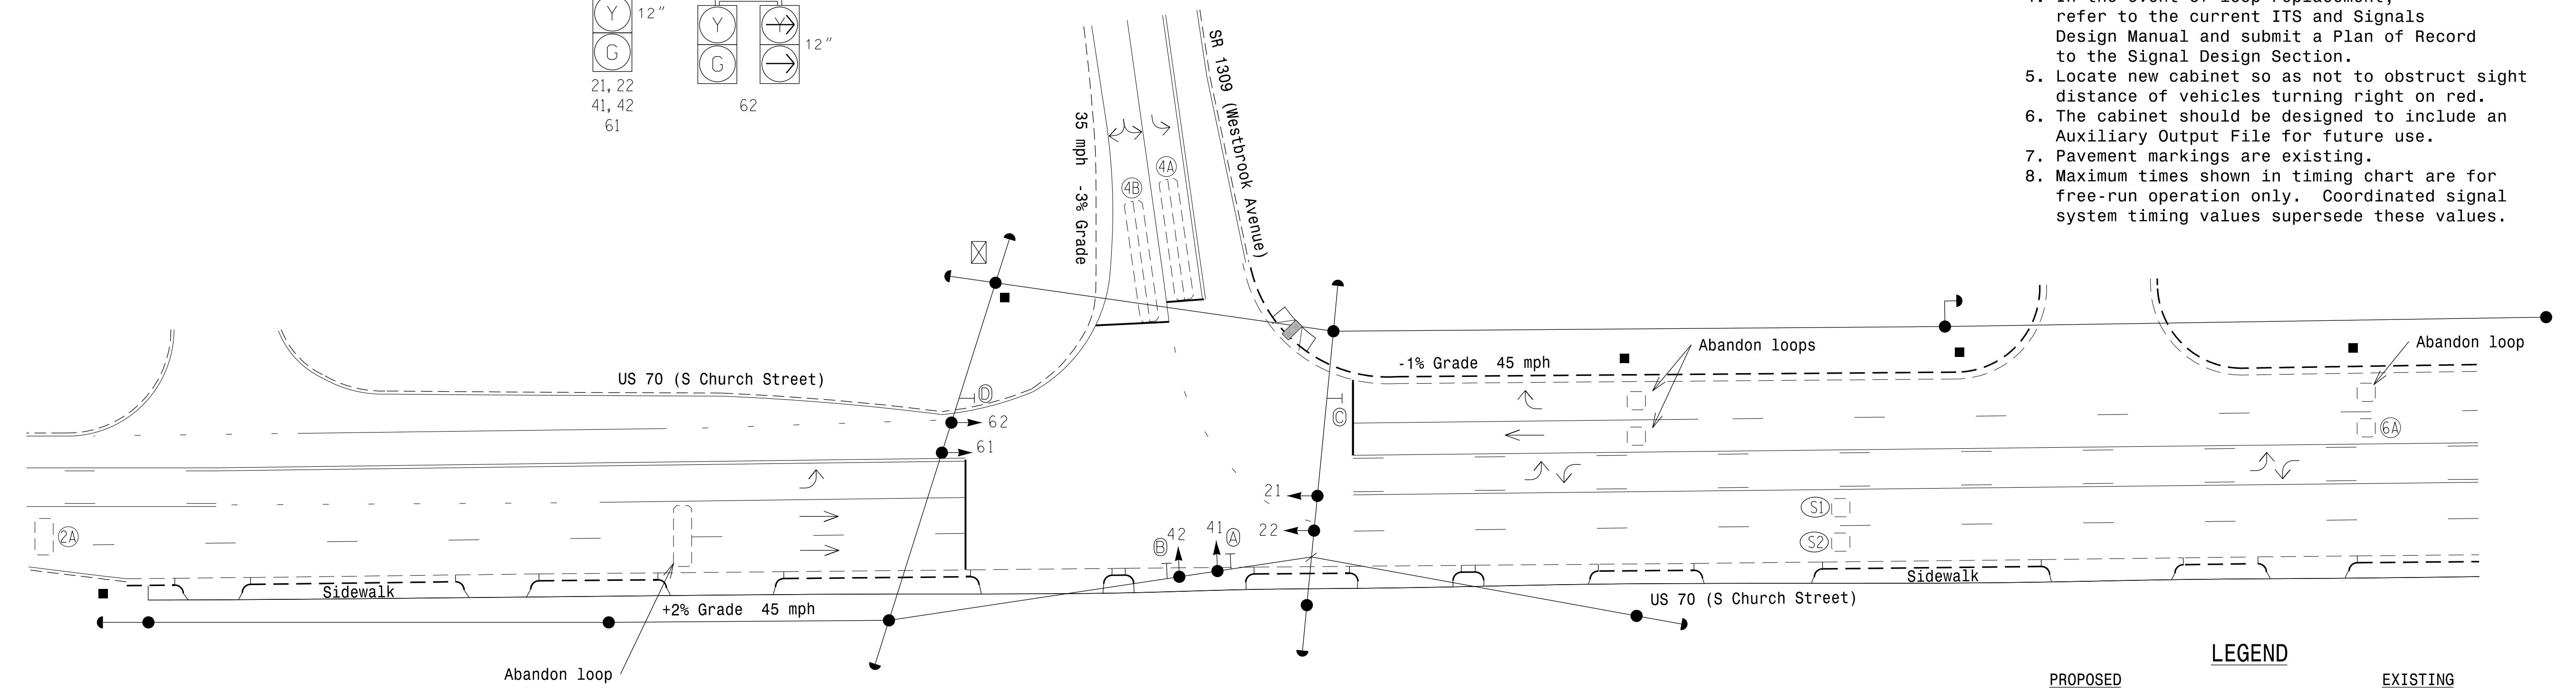 Y
12"
G
21, 22
41, 42
61
Y
Y
12"
G
62
refer to the current ITS and Signals
Design Manual and submit a Plan of Record
to the Signal Design Section.
5. Locate new cabinet so as not to obstruct sight
distance of vehicles turning right on red.
6. The cabinet should be designed to include an
Auxiliary Output File for future use.
7. Pavement markings are existing.
8. Maximum times shown in timing chart are for
free-run operation only. Coordinated signal
system timing values supersede these values.
SR 1309 (Westbrook Avenue)
35 mph -3% Grade
4A
4B
US 70 (S Church Street)
D
62
61
-1% Grade 45 mph
Abandon loops
Abandon loop
C
6A
21
22
S1
S2
2A
B
42
41
A
Sidewalk
Sidewalk
+2% Grade 45 mph
US 70 (S Church Street)
Abandon loop
LEGEND
PROPOSED
EXISTING